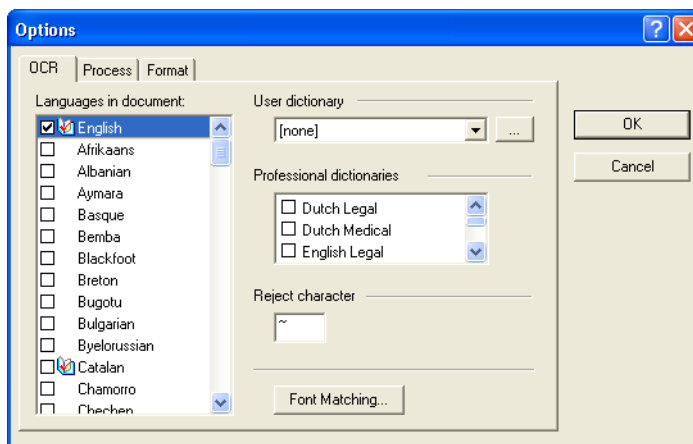 Options
OCR
Process
Format
Languages in document:
English
Afrikaans
Albanian
Aymara
Basque
Bemba
Blackfoot
Breton
Bugotu
Bulgarian
Byelorussian
Catalan
Chamorro
Chechen
User dictionary
[none]
...
Professional dictionaries
Dutch Legal
Dutch Medical
English Legal
Reject character
~
Font Matching...
OK
Cancel